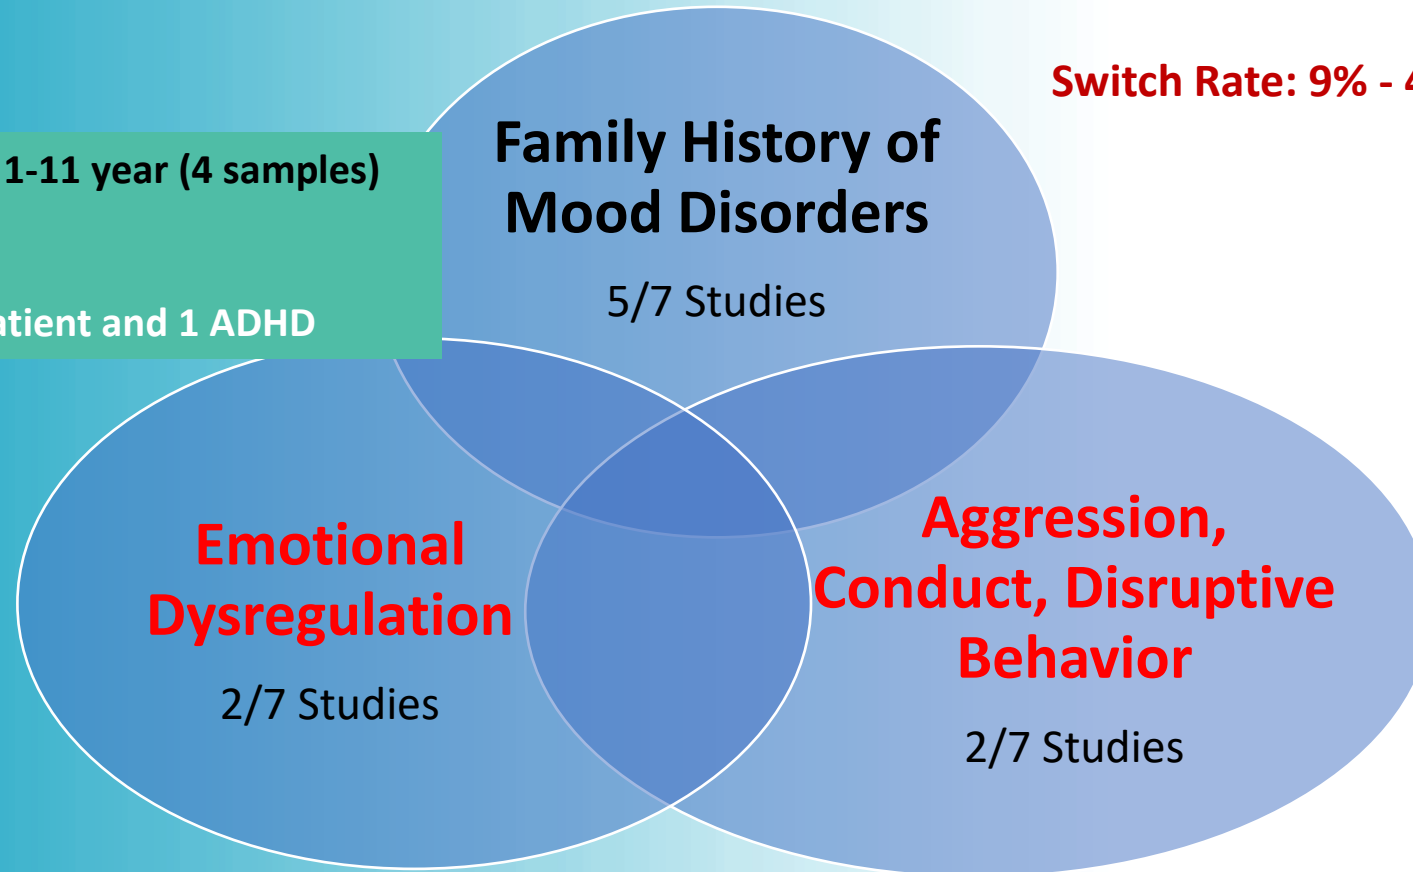 Switch Rate: 9% - 4
1-11 year (4 samples)
and 1 ADHD
Family History of
Mood Disorders
5/7 Studies
Emotional
Dysregulation
2/7 Studies
Aggression,
Conduct, Disruptive
Behavior
2/7 Studies